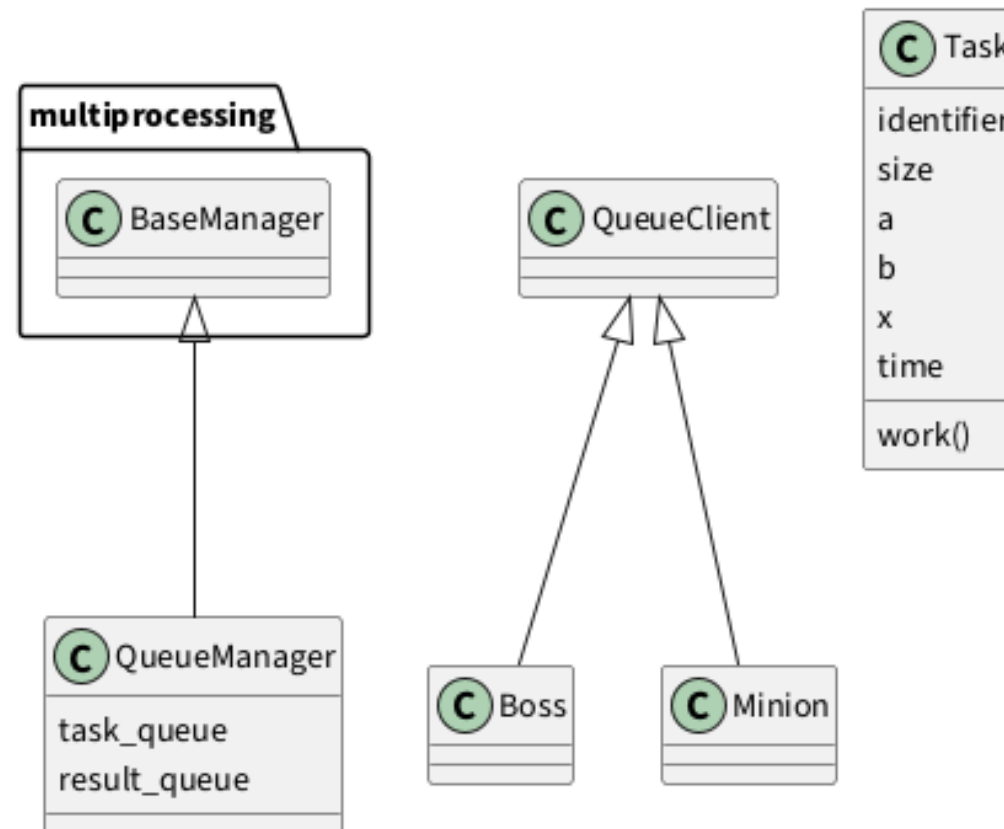 multiprocessing
C BaseManager
C QueueClient
C Task
identifier
size
a
b
x
time
work()
C QueueManager
task_queue
result_queue
C Boss
C Minion